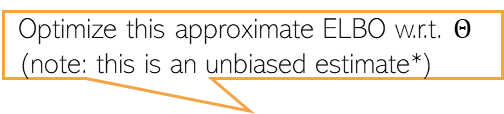 Optimize this approximate ELBO w.r.t. Θ
(note: this is an unbiased estimate*)